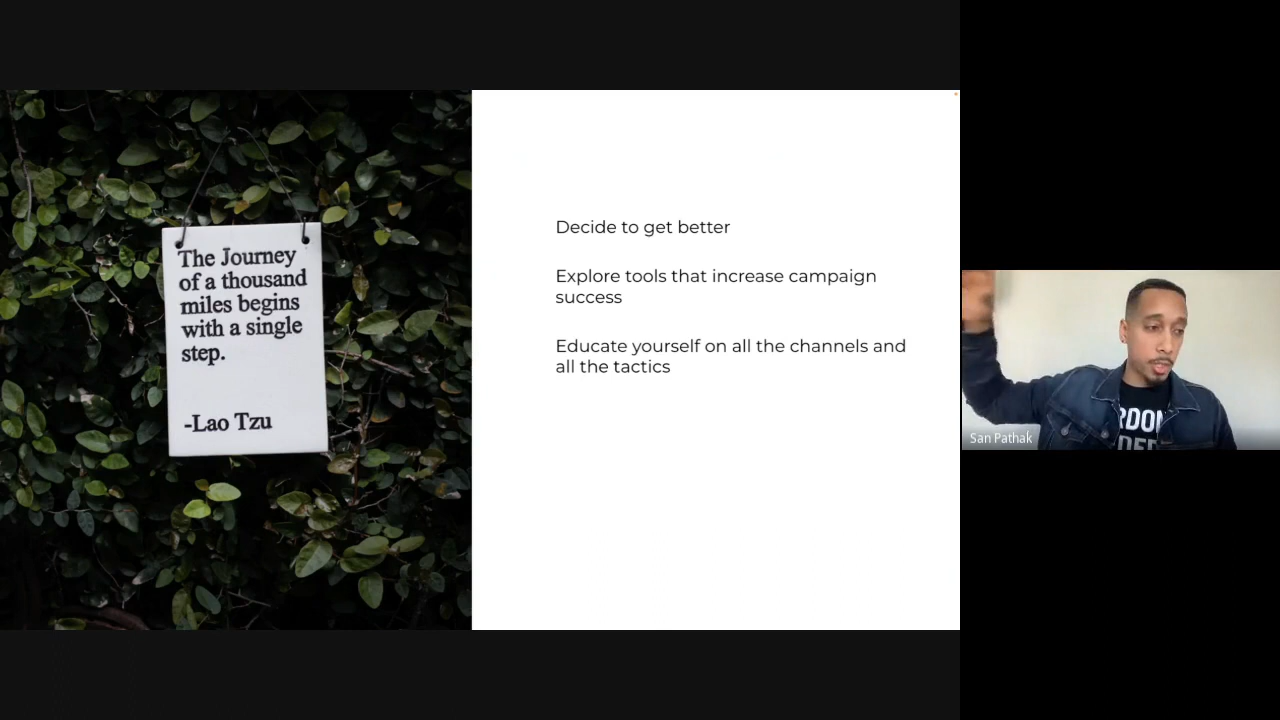 The Journey
of a thousand
miles begins
with a single
step.
-Lao Tzu
Decide to get better
Explore tools that increase campaign
success
Educate yourself on all the channels and
all the tactics
San Pathak